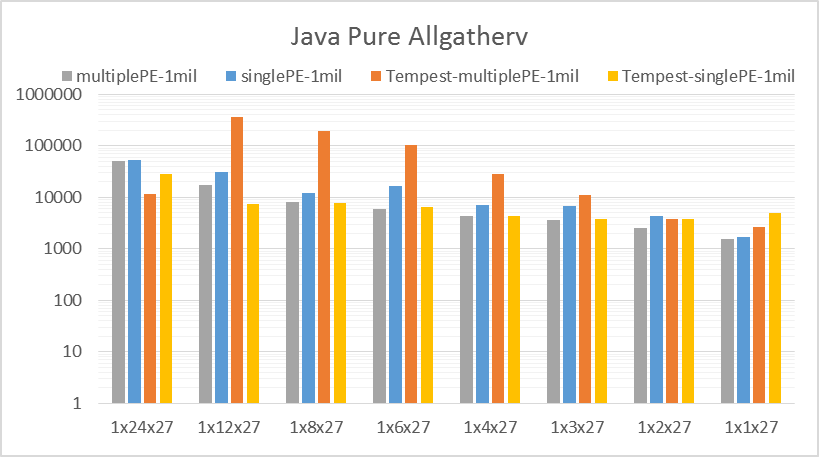 Java Pure Allgatherv
multiplePE-1mil singlePE-1mil Tempest-multiplePE-1mil Tempest-singlePE-1mil
1000000
100000
10000
1000
100
10
1
1x24x27 1x12x27 1x8x27 1x6x27 1x4x27 1x3x27 1x2x27 1x1x27